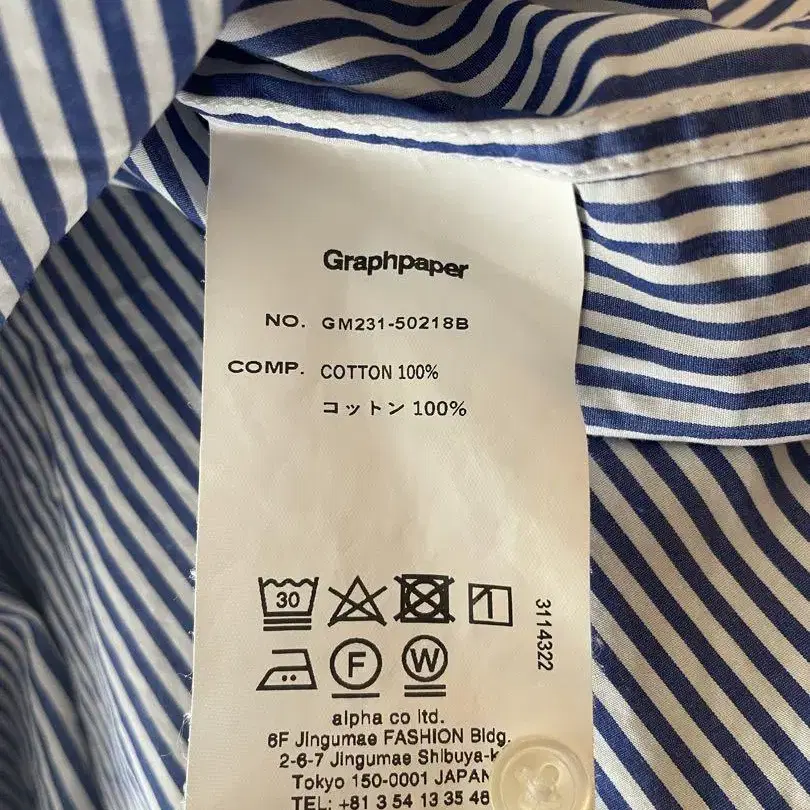 Graphpaper
NO. GM231-50218B
COMP. COTTON 100%
コットン 100%
30
3114322
F W
alpha co ltd.
6F Jingumae FASHION Bldg.
2-6-7 Jingumae Shibuya-k
Tokyo 150-0001 JAPAN
TEL: +81 3 54 13 35 48